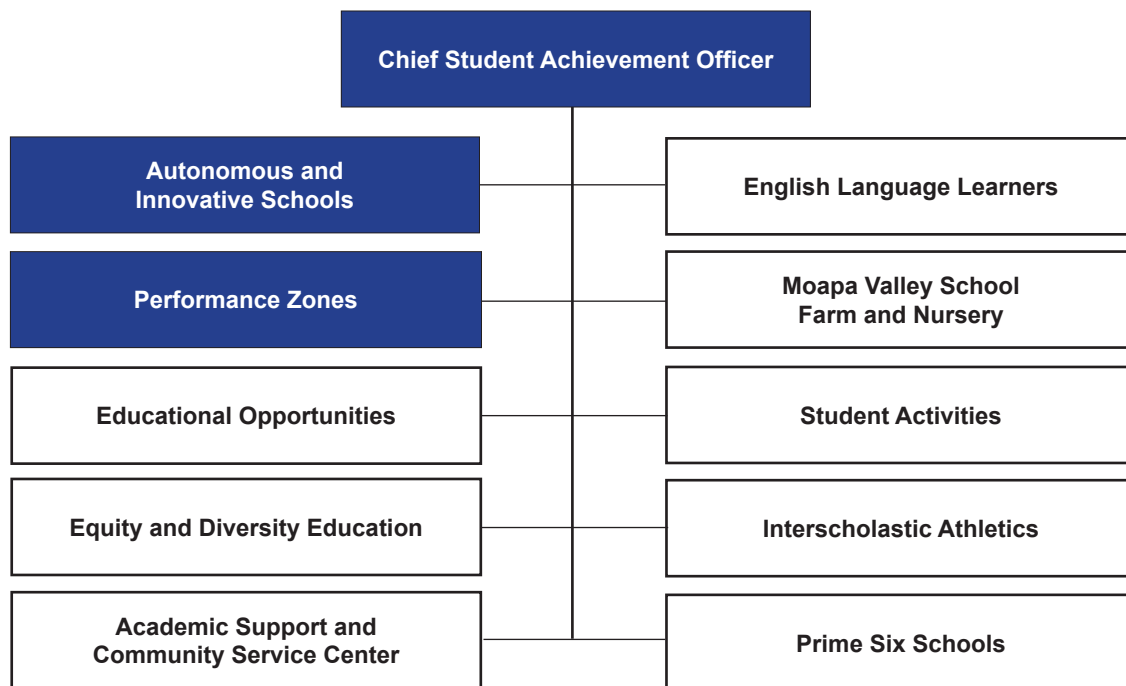 Chief Student Achievement Officer
Autonomous and
Innovative Schools
English Language Learners
Performance Zones
Moapa Valley School
Farm and Nursery
Educational Opportunities
Student Activities
Equity and Diversity Education
Interscholastic Athletics
Academic Support and
Community Service Center
Prime Six Schools